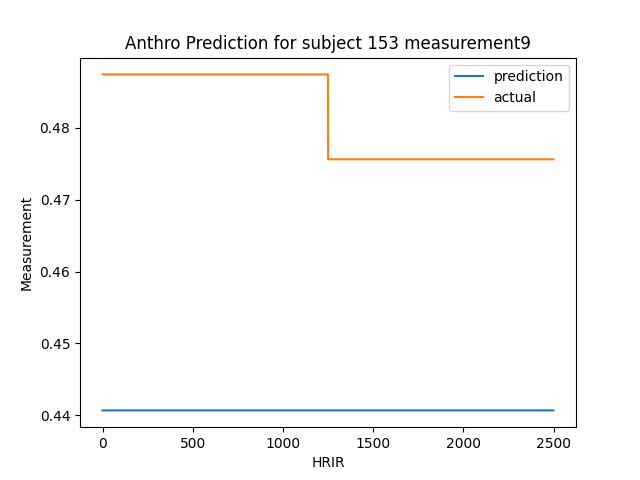 Anthro Prediction for subject 153 measurement9
prediction
actual
0.48
0.47
0.46
0.45
0.44
Measurement
0
500
1000
1500
2000
2500
HRIR